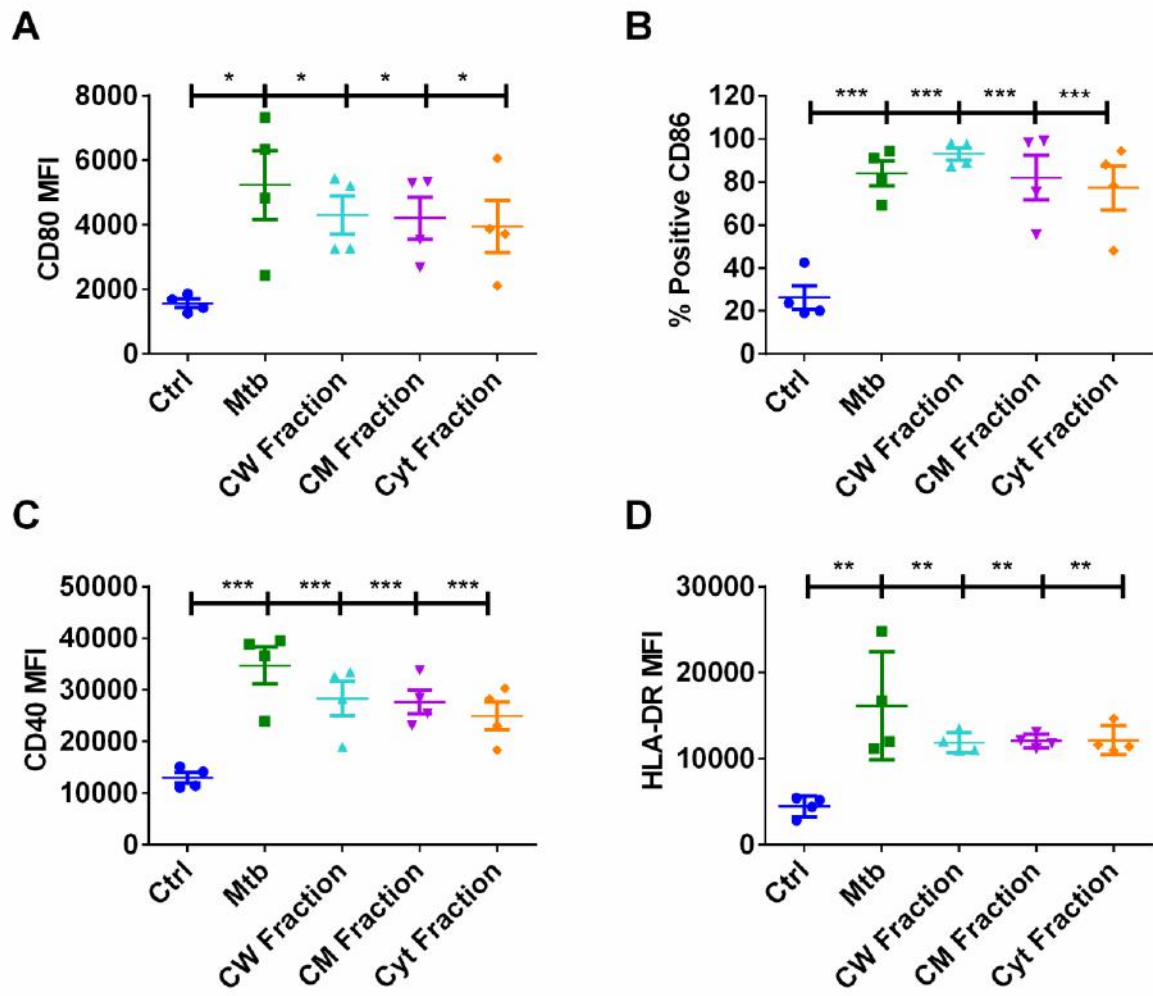 A
* * * *
8000
6000
4000
2000
0
CD80 MFI
Ctrl
Mtb
CW Fraction
CM Fraction
Cyt Fraction
B
*** *** *** ***
120
100
80
60
40
20
0
% Positive CD86
Ctrl
Mtb
CW Fraction
CM Fraction
Cyt Fraction
C
*** *** *** ***
50000
40000
30000
20000
10000
0
CD40 MFI
Ctrl
Mtb
CW Fraction
CM Fraction
Cyt Fraction
D
** ** ** **
30000
20000
10000
0
HLA-DR MFI
Ctrl
Mtb
CW Fraction
CM Fraction
Cyt Fraction